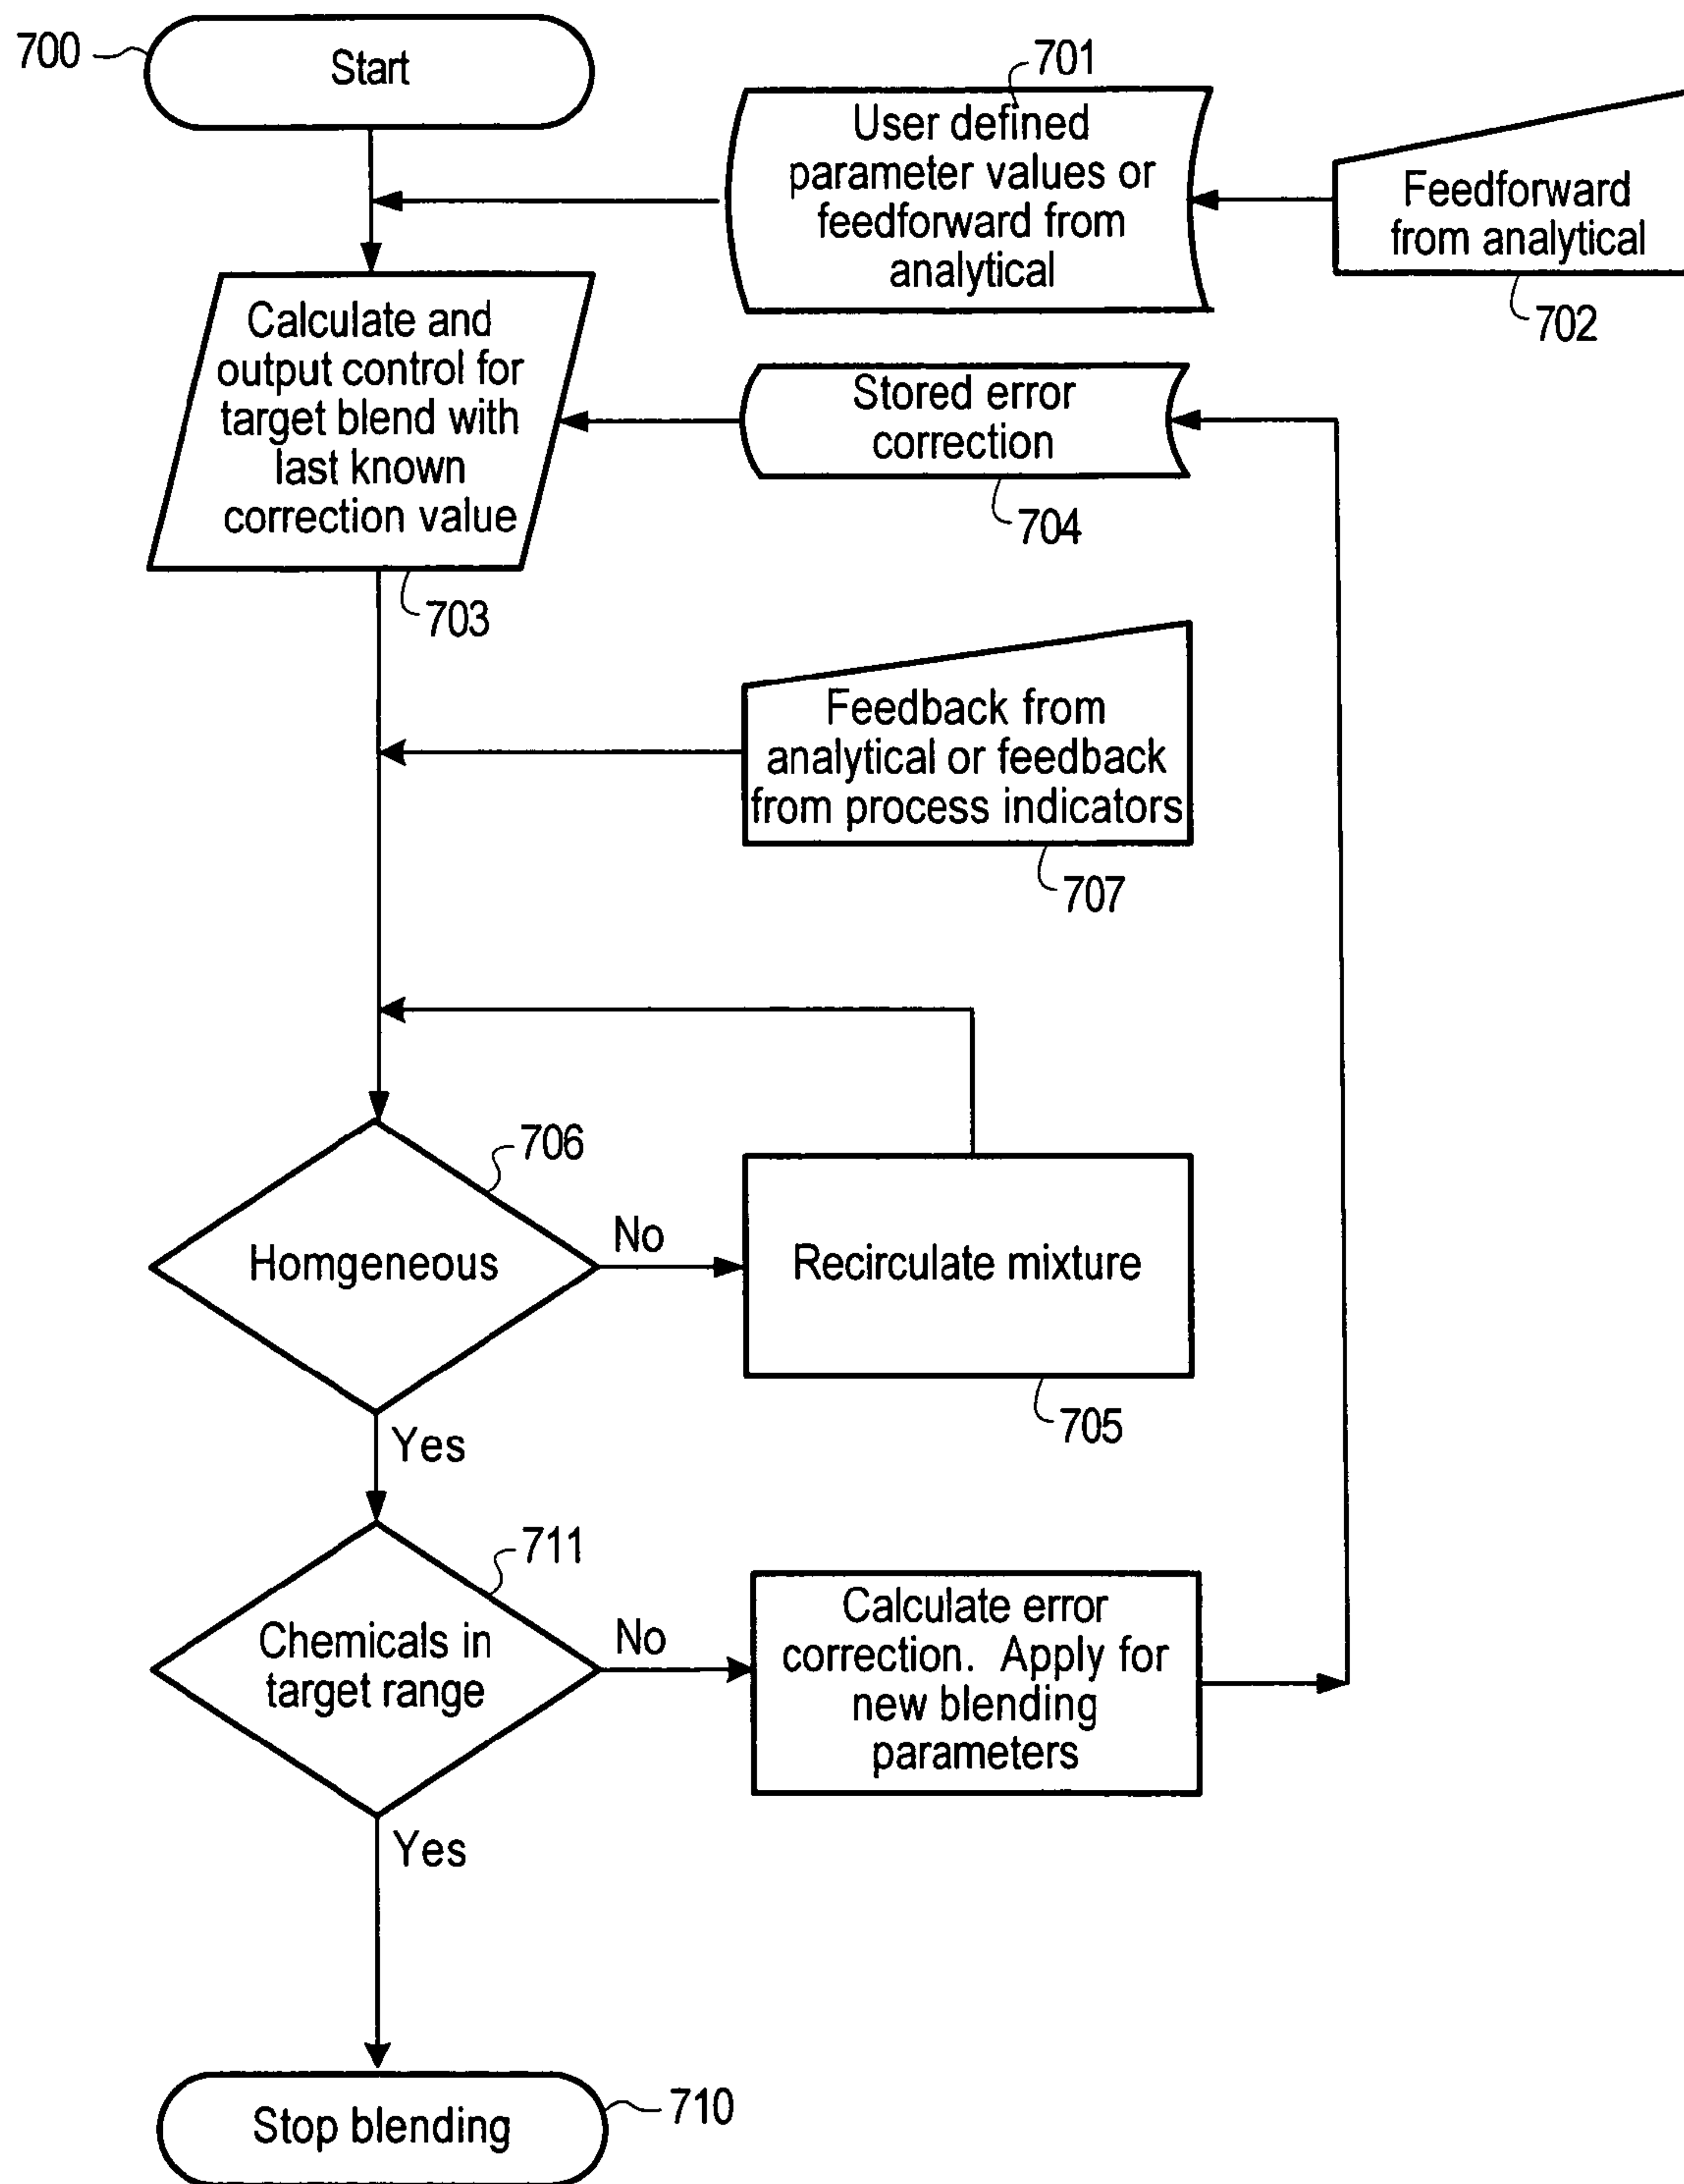 700
Start
701
User defined
parameter values or
feedforward from
analytical
Feedforward
from analytical
702
Calculate and
output control for
target blend with
last known
correction value
703
Stored error
correction
704
Feedback from
analytical or feedback
from process indicators
707
706
Homgeneous
No
Recirculate mixture
705
Yes
711
Chemicals in
target range
No
Calculate error
correction. Apply for
new blending
parameters
Yes
Stop blending
710